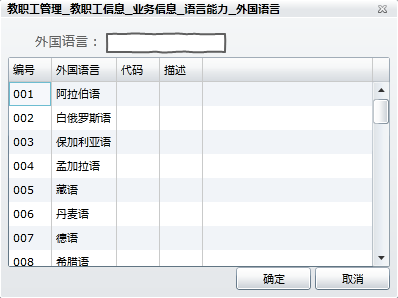 教职工管理_教职工信息_业务信息_语言能力_外国语言
外国语言：
编号 外国语言 代码 描述
001 阿拉伯语
002 白俄罗斯语
003 保加利亚语
004 孟加拉语
005 藏语
006 丹麦语
007 德语
008 希腊语
确定 取消